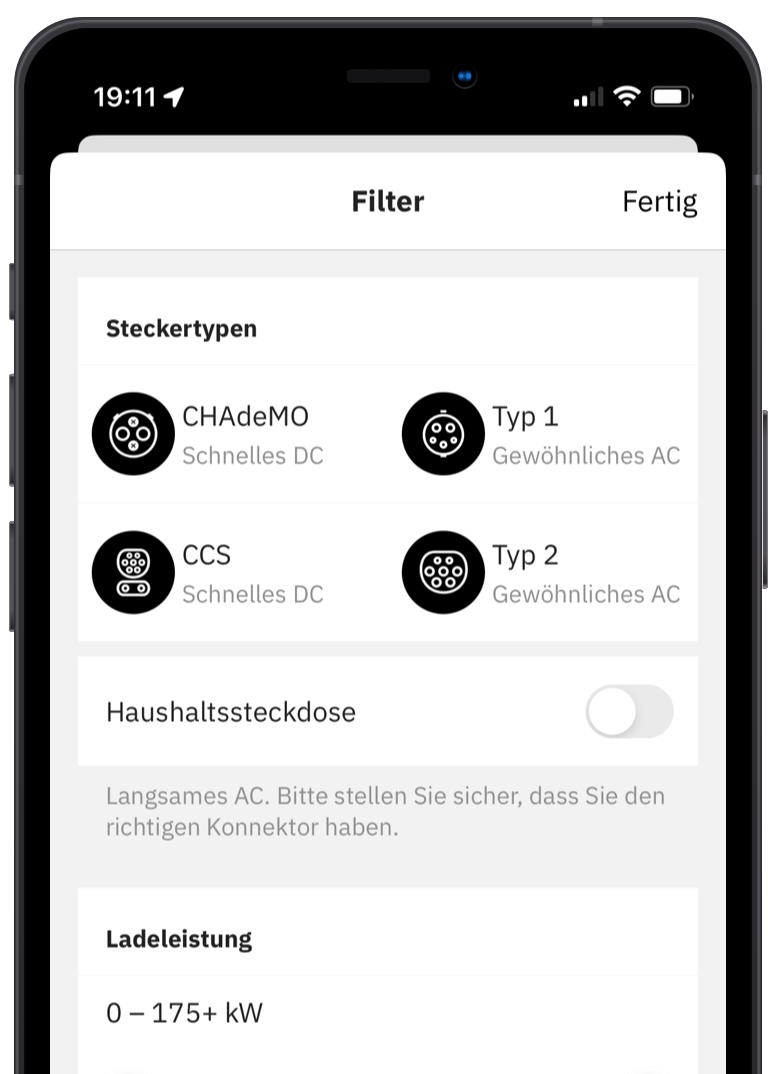 19:11
Filter
Fertig
Steckertypen
CHAdeMO
Schnelles DC
Typ 1
Gewöhnliches AC
CCS
Schnelles DC
Typ 2
Gewöhnliches AC
Haushaltssteckdose
Langsames AC. Bitte stellen Sie sicher, dass Sie den
richtigen Konnektor haben.
Ladeleistung
0 – 175+ kW